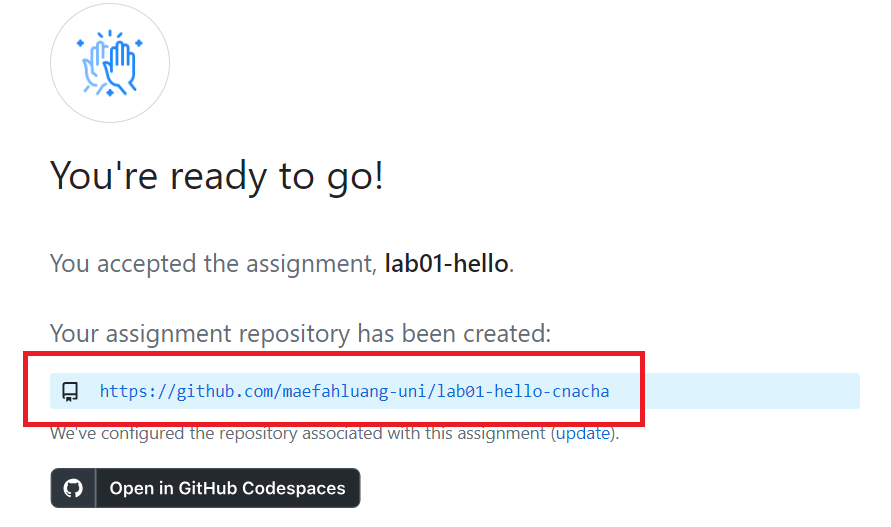 You're ready to go!
You accepted the assignment, lab01-hello.
Your assignment repository has been created:
https://github.com/maefahluang-uni/lab01-hello-cnacha
We've configured the repository associated with this assignment (update).
Open in GitHub Codespaces